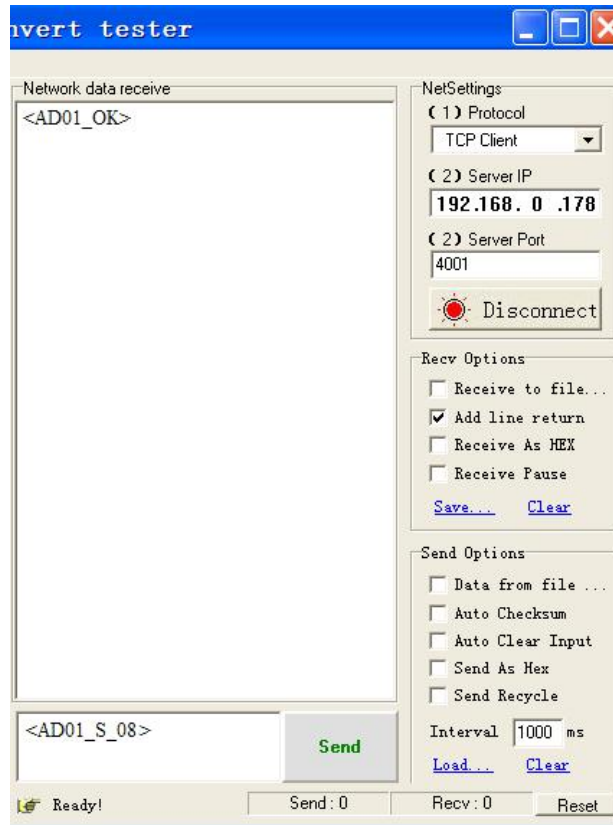 nvert tester
Network data receive
<AD01_OK>
NetSettings
( 1 ) Protocol
TCP Client
( 2 ) Server IP
192.168. 0 .178
( 2 ) Server Port
4001
Disconnect
Recv Options
Receive to file...
Add line return
Receive As HEX
Receive Pause
Save... Clear
Send Options
Data from file ...
Auto Checksum
Auto Clear Input
Send As Hex
Send Recycle
Interval 1000 ms
Load... Clear
<AD01_S_08>
Send
Ready!
Send : 0
Recv : 0
Reset